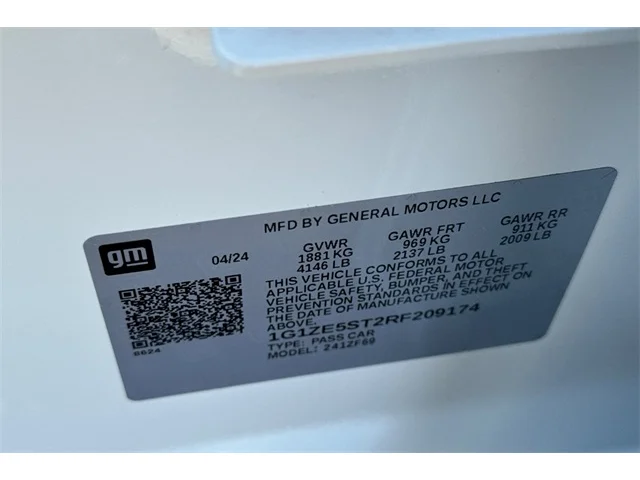 MFD BY GENERAL MOTORS LLC
gm
04/24
GVWR GAWR FRT GAWR RR
1881 KG 969 KG 911 KG
4146 LB 2137 LB 2009 LB
THIS VEHICLE CONFORMS TO ALL
APPLICABLE U.S. FEDERAL MOTOR
VEHICLE SAFETY, BUMPER, AND THEFT
PREVENTION STANDARDS IN EFFECT ON
THE DATE OF MANUFACTURE SHOWN
ABOVE.
1G1ZE5ST2RF209174
TYPE: PASS CAR
MODEL: 241ZF69
6624